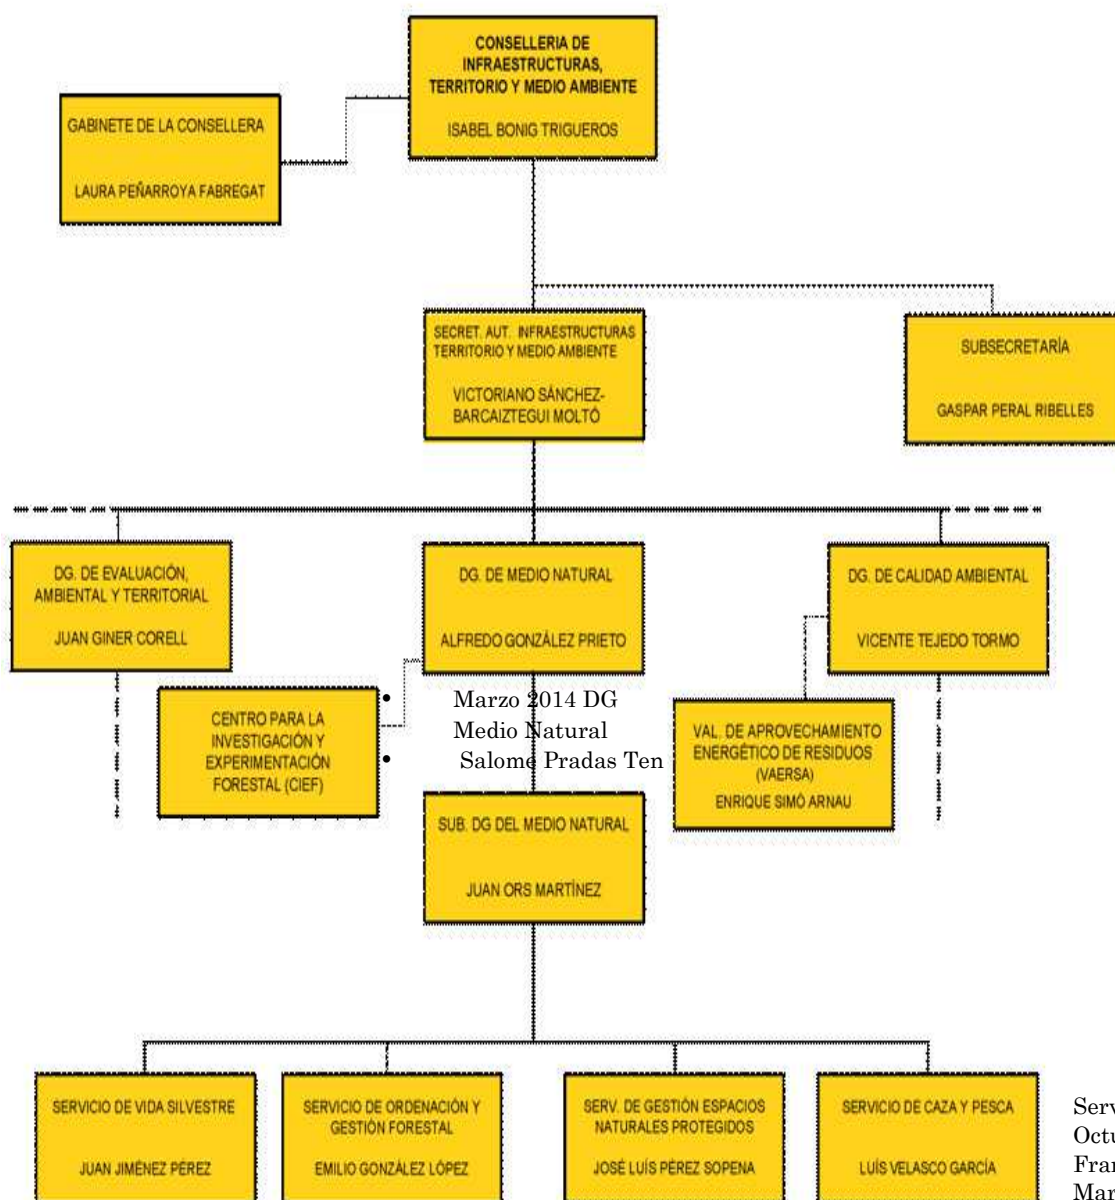 CONSELLERIA DE
INFRAESTRUCTURAS,
TERRITORIO Y MEDIO AMBIENTE
ISABEL BONIG TRIGUEROS
GABINETE DE LA CONSELLERA
LAURA PEÑARROYA FABREGAT
SECRET. AUT. INFRAESTRUCTURAS
TERRITORIO Y MEDIO AMBIENTE
VICTORIANO SÁNCHEZ-
BARCAIZTEGUI MOLTÓ
SUBSECRETARÍA
GASPAR PERAL RIBELLES
DG. DE EVALUACIÓN,
AMBIENTAL Y TERRITORIAL
JUAN GINER CORELL
DG. DE MEDIO NATURAL
ALFREDO GONZÁLEZ PRIETO
DG. DE CALIDAD AMBIENTAL
VICENTE TEJEDO TORMO
CENTRO PARA LA
INVESTIGACIÓN Y
EXPERIMENTACIÓN
FORESTAL (CIEF)
• Marzo 2014 DG
Medio Natural
• Salomé Pradas Ten
VAL. DE APROVECHAMIENTO
ENERGÉTICO DE RESIDUOS
(VAERSA)
ENRIQUE SIMÓ ARNAU
SUB. DG DEL MEDIO NATURAL
JUAN ORS MARTÍNEZ
SERVICIO DE VIDA SILVESTRE
JUAN JIMÉNEZ PÉREZ
SERVICIO DE ORDENACIÓN Y
GESTIÓN FORESTAL
EMILIO GONZÁLEZ LÓPEZ
SERV. DE GESTIÓN ESPACIOS
NATURALES PROTEGIDOS
JOSÉ LUÍS PÉREZ SOPENA
SERVICIO DE CAZA Y PESCA
LUÍS VELASCO GARCÍA